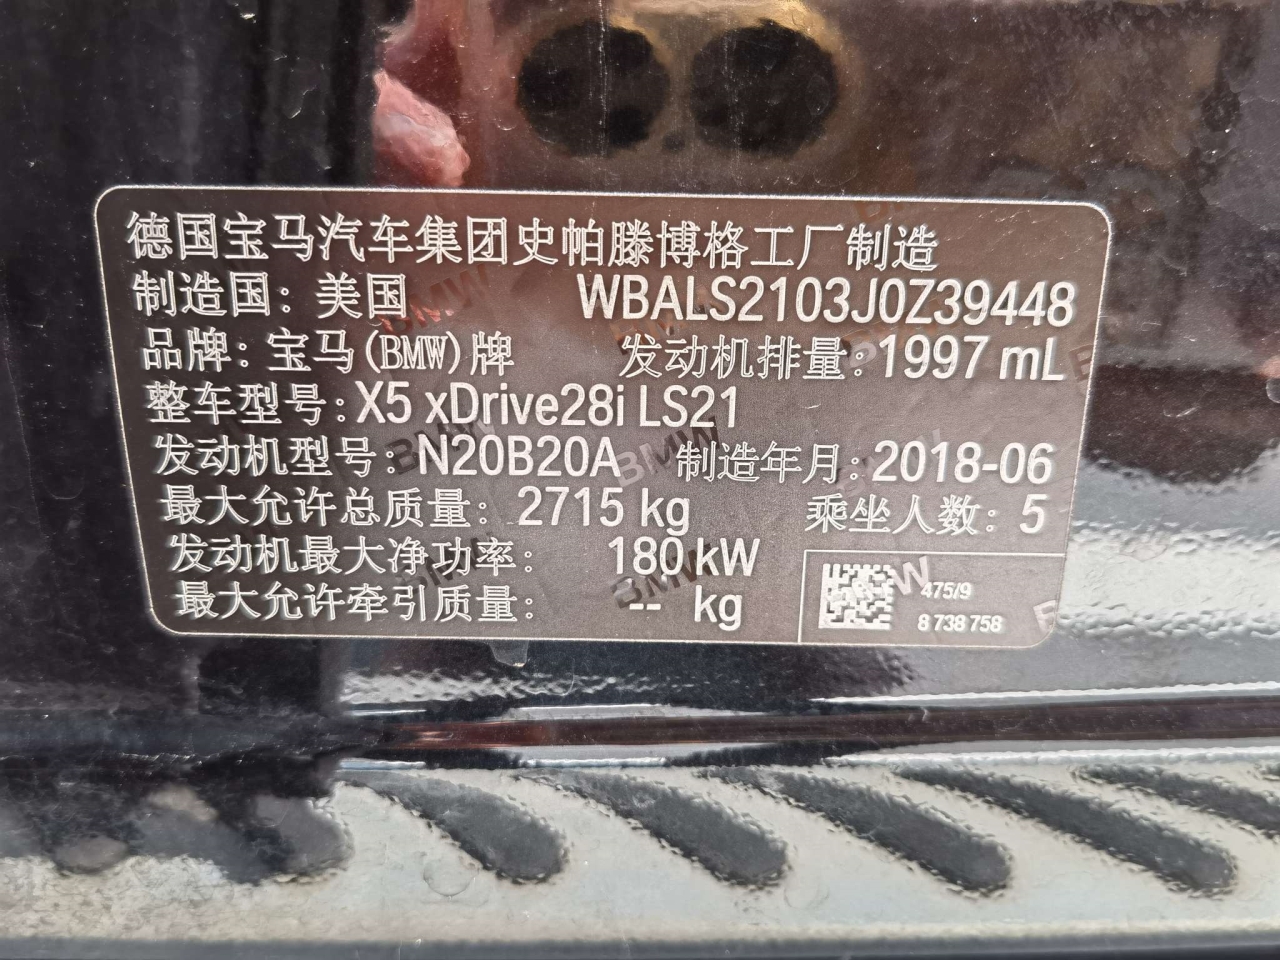 德国宝马汽车集团史帕滕博格工厂制造
制造国: 美国 WBALS2103J0Z39448
品牌: 宝马(BMW)牌 发动机排量: 1997 mL
整车型号: X5 xDrive28i LS21
发动机型号: N20B20A 制造年月: 2018-06
最大允许总质量: 2715 kg 乘坐人数: 5
发动机最大净功率: 180 kW
最大允许牵引质量: -- kg
475/9
8 738 758